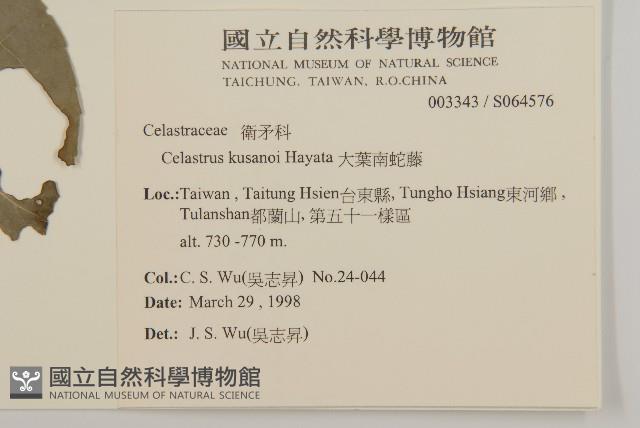 國立自然科學博物館
NATIONAL MUSEUM OF NATURAL SCIENCE
TAICHUNG, TAIWAN, R.O.CHINA
003343 / S064576
Celastraceae 衛矛科
Celastrus kusanoi Hayata 大葉南蛇藤
Loc.:Taiwan , Taitung Hsien台東縣, Tungho Hsiang東河鄉 ,
Tulanshan都蘭山, 第五十一樣區
alt. 730 -770 m.
Col.:C. S. Wu(吳志昇) No.24-044
Date: March 29 , 1998
Det.: J. S. Wu(吳志昇)
國立自然科學博物館
NATIONAL MUSEUM OF NATURAL SCIENCE